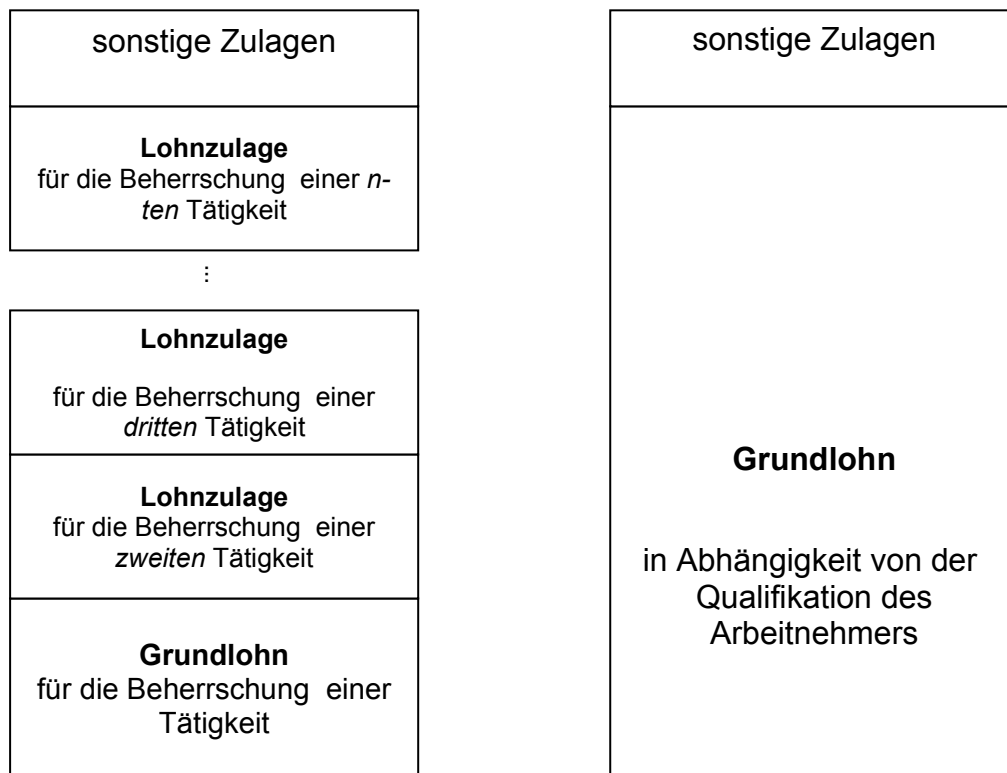 sonstige Zulagen
Lohnzulage
für die Beherrschung einer n-
ten Tätigkeit
...
Lohnzulage
für die Beherrschung einer
dritten Tätigkeit
Lohnzulage
für die Beherrschung einer
zweiten Tätigkeit
Grundlohn
für die Beherrschung einer
Tätigkeit
sonstige Zulagen
Grundlohn
in Abhängigkeit von der
Qualifikation des
Arbeitnehmers